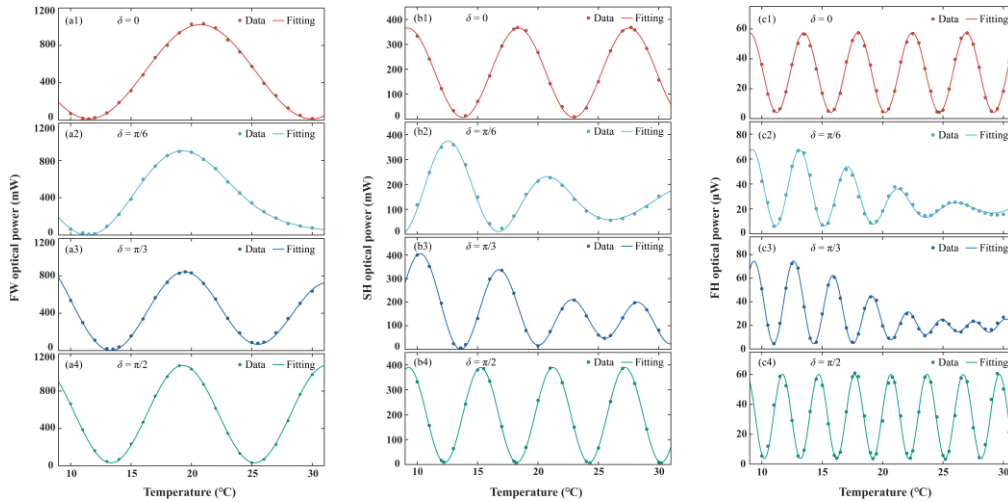 FW optical power (mW)
(a1) δ = 0 Data Fitting
1200
800
400
0
(a2) δ = π/6 Data Fitting
1200
800
400
0
(a3) δ = π/3 Data Fitting
1200
800
400
0
(a4) δ = π/2 Data Fitting
1200
800
400
0
10 15 20 25 30
Temperature (°C)
SH optical power (mW)
(b1) δ = 0 Data Fitting
400
300
200
100
0
(b2) δ = π/6 Data Fitting
400
300
200
100
0
(b3) δ = π/3 Data Fitting
400
300
200
100
0
(b4) δ = π/2 Data Fitting
400
300
200
100
0
10 15 20 25 30
Temperature (°C)
FH optical power (μW)
(c1) δ = 0 Data Fitting
60
40
20
0
(c2) δ = π/6 Data Fitting
80
60
40
20
0
(c3) δ = π/3 Data Fitting
80
60
40
20
0
(c4) δ = π/2 Data Fitting
60
40
20
0
10 15 20 25 30
Temperature (°C)